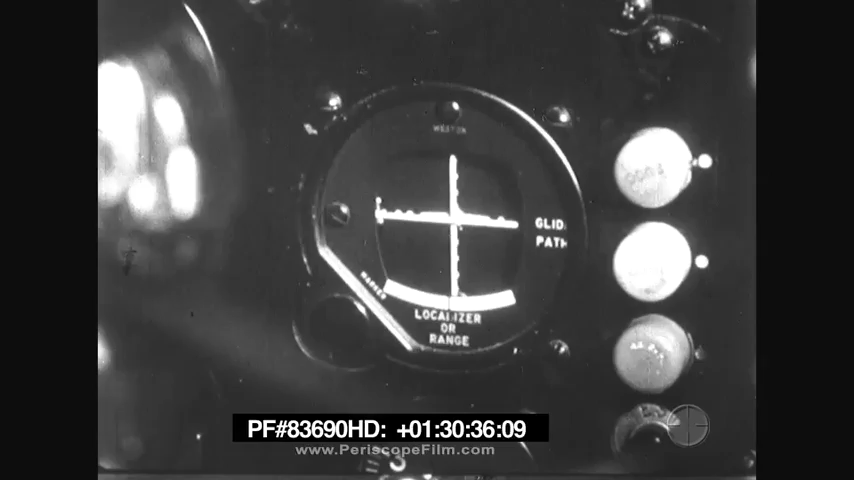 WESTON
GLIDE
PATH
MARKER
LOCALIZER
OR
RANGE
PF#83690HD: +01:30:36:09
www.PeriscopeFilm.com